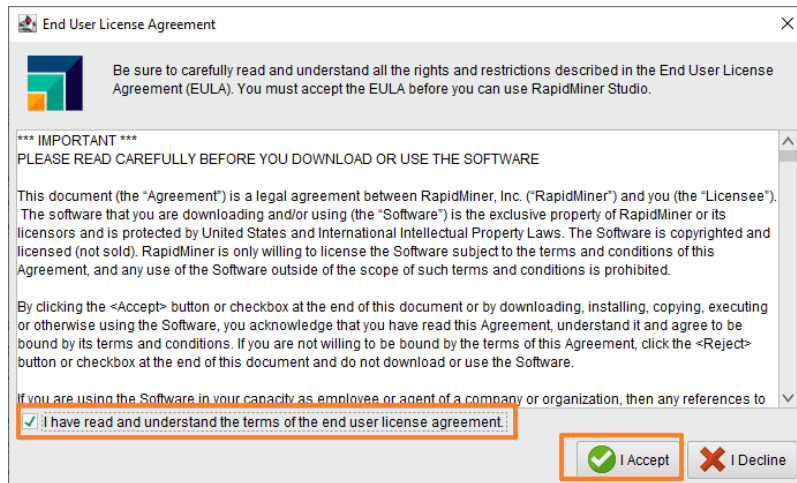 End User License Agreement
Be sure to carefully read and understand all the rights and restrictions described in the End User License
Agreement (EULA). You must accept the EULA before you can use RapidMiner Studio.
*** IMPORTANT ***
PLEASE READ CAREFULLY BEFORE YOU DOWNLOAD OR USE THE SOFTWARE
This document (the “Agreement”) is a legal agreement between RapidMiner, Inc. (“RapidMiner”) and you (the “Licensee”).
The software that you are downloading and/or using (the “Software”) is the exclusive property of RapidMiner or its
licensors and is protected by United States and International Intellectual Property Laws. The Software is copyrighted and
licensed (not sold). RapidMiner is only willing to license the Software subject to the terms and conditions of this
Agreement, and any use of the Software outside of the scope of such terms and conditions is prohibited.
By clicking the <Accept> button or checkbox at the end of this document or by downloading, installing, copying, executing
or otherwise using the Software, you acknowledge that you have read this Agreement, understand it and agree to be
bound by its terms and conditions. If you are not willing to be bound by the terms of this Agreement, click the <Reject>
button or checkbox at the end of this document and do not download or use the Software.
If you are using the Software in your capacity as employee or agent of a company or organization, then any references to
I have read and understand the terms of the end user license agreement.
I Accept
I Decline